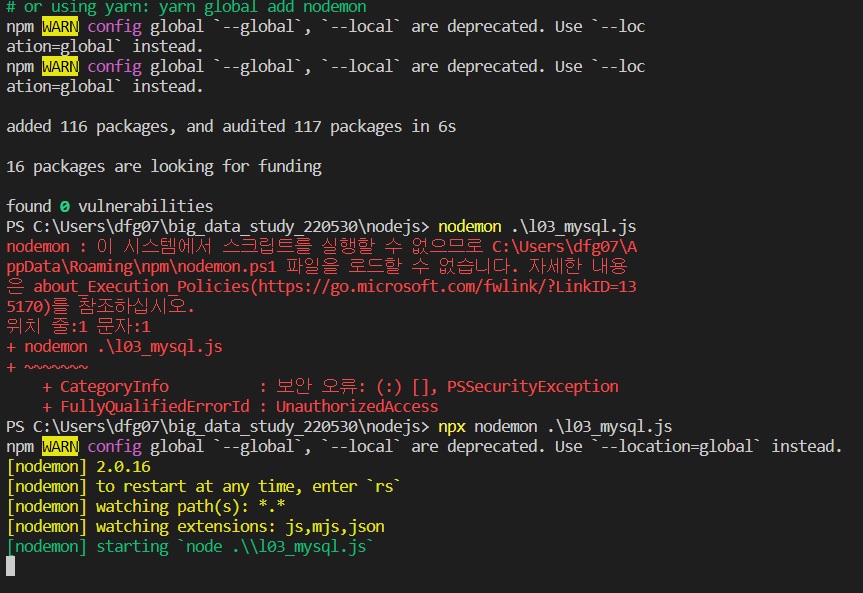 # or using yarn: yarn global add nodemon
npm WARN config global `--global`, `--local` are deprecated. Use `--loc
ation=global` instead.
npm WARN config global `--global`, `--local` are deprecated. Use `--loc
ation=global` instead.
added 116 packages, and audited 117 packages in 6s
16 packages are looking for funding
found 0 vulnerabilities
PS C:\Users\dfg07\big_data_study_220530\nodejs> nodemon .\l03_mysql.js
nodemon : 이 시스템에서 스크립트를 실행할 수 없으므로 C:\Users\dfg07\A
ppData\Roaming\npm\nodemon.ps1 파일을 로드할 수 없습니다. 자세한 내용
은 about_Execution_Policies(https://go.microsoft.com/fwlink/?LinkID=13
5170)를 참조하십시오.
위치 줄:1 문자:1
+ nodemon .\l03_mysql.js
+ ~~~~~~~
    + CategoryInfo          : 보안 오류: (:) [], PSSecurityException
    + FullyQualifiedErrorId : UnauthorizedAccess
PS C:\Users\dfg07\big_data_study_220530\nodejs> npx nodemon .\l03_mysql.js
npm WARN config global `--global`, `--local` are deprecated. Use `--location=global` instead.
[nodemon] 2.0.16
[nodemon] to restart at any time, enter `rs`
[nodemon] watching path(s): *.*
[nodemon] watching extensions: js,mjs,json
[nodemon] starting `node .\\l03_mysql.js`